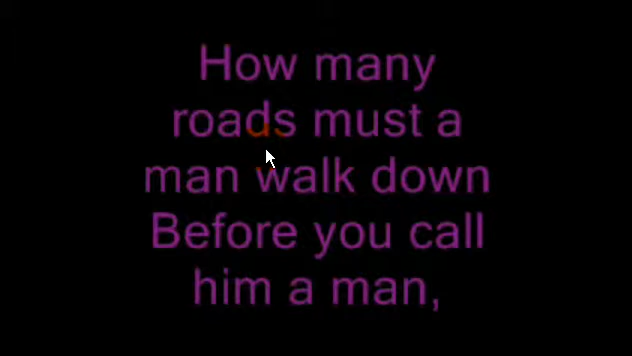 How many
roads must a
man walk down
Before you call
him a man,